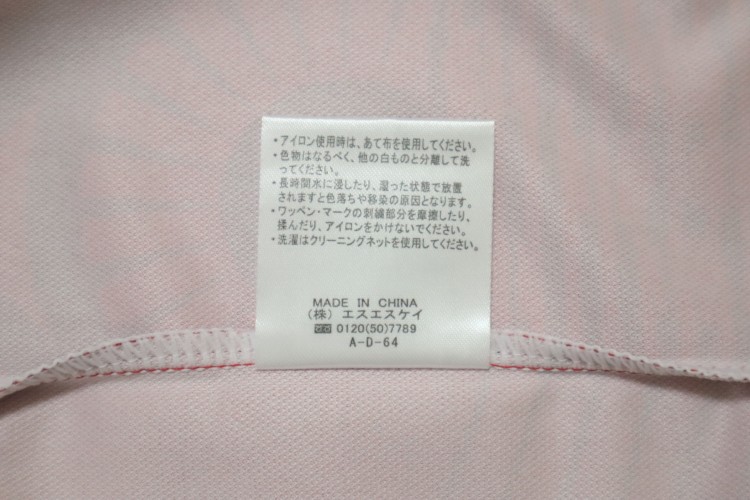 ・アイロン使用時は、あて布を使用してください。
・色物はなるべく、他の白ものと分離して洗
ってください。
・長時間水に浸したり、湿った状態で放置
されますと色落ちや移染の原因となります。
・ワッペン・マークの刺繍部分を摩擦したり、
揉んだり、アイロンをかけないでください。
・洗濯はクリーニングネットを使用してください。
MADE IN CHINA
(株) エスエスケイ
0120(50)7789
A-D-64